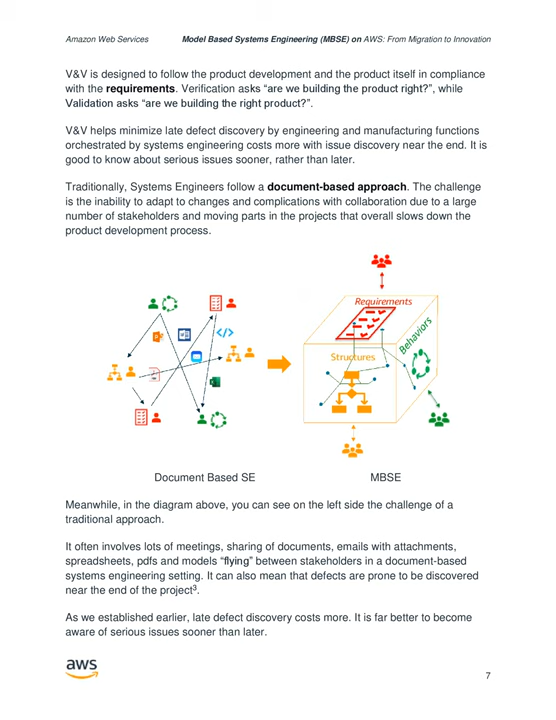 Amazon Web Services Model Based Systems Engineering (MBSE) on AWS: From Migration to Innovation
V&V is designed to follow the product development and the product itself in compliance
with the requirements. Verification asks “are we building the product right?”, while
Validation asks “are we building the right product?”.
V&V helps minimize late defect discovery by engineering and manufacturing functions
orchestrated by systems engineering costs more with issue discovery near the end. It is
good to know about serious issues sooner, rather than later.
Traditionally, Systems Engineers follow a document-based approach. The challenge
is the inability to adapt to changes and complications with collaboration due to a large
number of stakeholders and moving parts in the projects that overall slows down the
product development process.
Requirements
Behaviors
Structures
</>
Document Based SE MBSE
Meanwhile, in the diagram above, you can see on the left side the challenge of a
traditional approach.
It often involves lots of meetings, sharing of documents, emails with attachments,
spreadsheets, pdfs and models “flying” between stakeholders in a document-based
systems engineering setting. It can also mean that defects are prone to be discovered
near the end of the project³.
As we established earlier, late defect discovery costs more. It is far better to become
aware of serious issues sooner than later.
aws
7